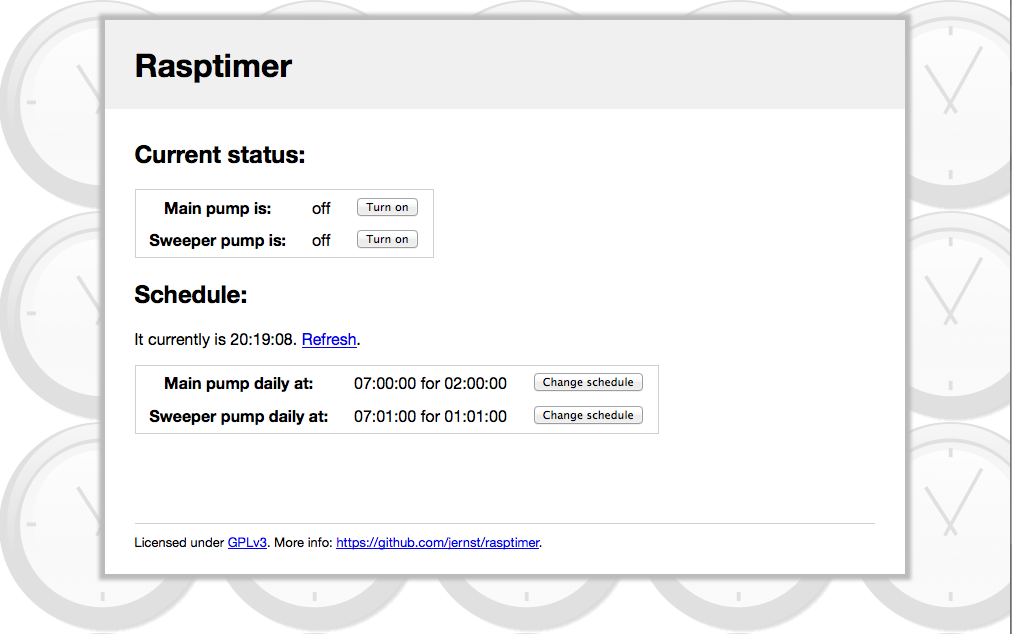 Rasptimer
Current status:
Main pump is: off Turn on
Sweeper pump is: off Turn on
Schedule:
It currently is 20:19:08. Refresh.
Main pump daily at: 07:00:00 for 02:00:00 Change schedule
Sweeper pump daily at: 07:01:00 for 01:01:00 Change schedule
Licensed under GPLv3. More info: https://github.com/jernst/rasptimer.